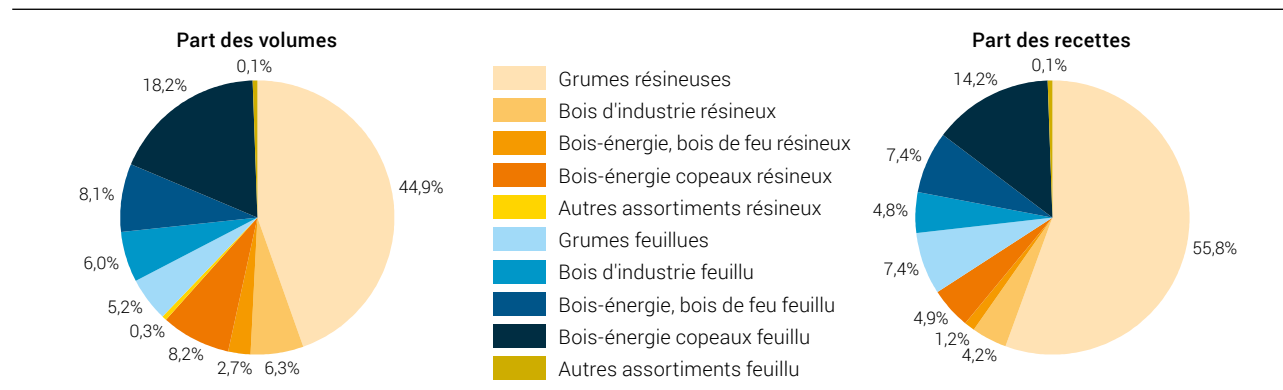 Part des volumes
0,1%
18,2%
8,1%
6,0%
5,2%
0,3%
8,2%
2,7%
6,3%
44,9%
Grumes résineuses
Bois d'industrie résineux
Bois-énergie, bois de feu résineux
Bois-énergie copeaux résineux
Autres assortiments résineux
Grumes feuillues
Bois d'industrie feuillu
Bois-énergie, bois de feu feuillu
Bois-énergie copeaux feuillu
Autres assortiments feuillu
Part des recettes
0,1%
14,2%
7,4%
4,8%
7,4%
4,9%
1,2%
4,2%
55,8%